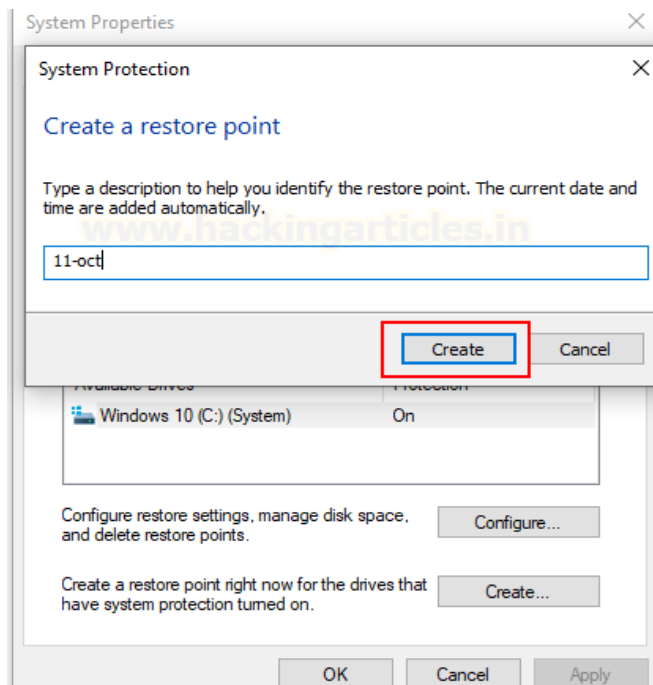 System Properties
System Protection
Create a restore point
Type a description to help you identify the restore point. The current date and
time are added automatically.
www.hackingarticles.in
11-oct
Create
Cancel
Available Drives
Protection
Windows 10 (C:) (System)
On
Configure restore settings, manage disk space,
and delete restore points.
Configure...
Create a restore point right now for the drives that
have system protection turned on.
Create...
OK
Cancel
Apply